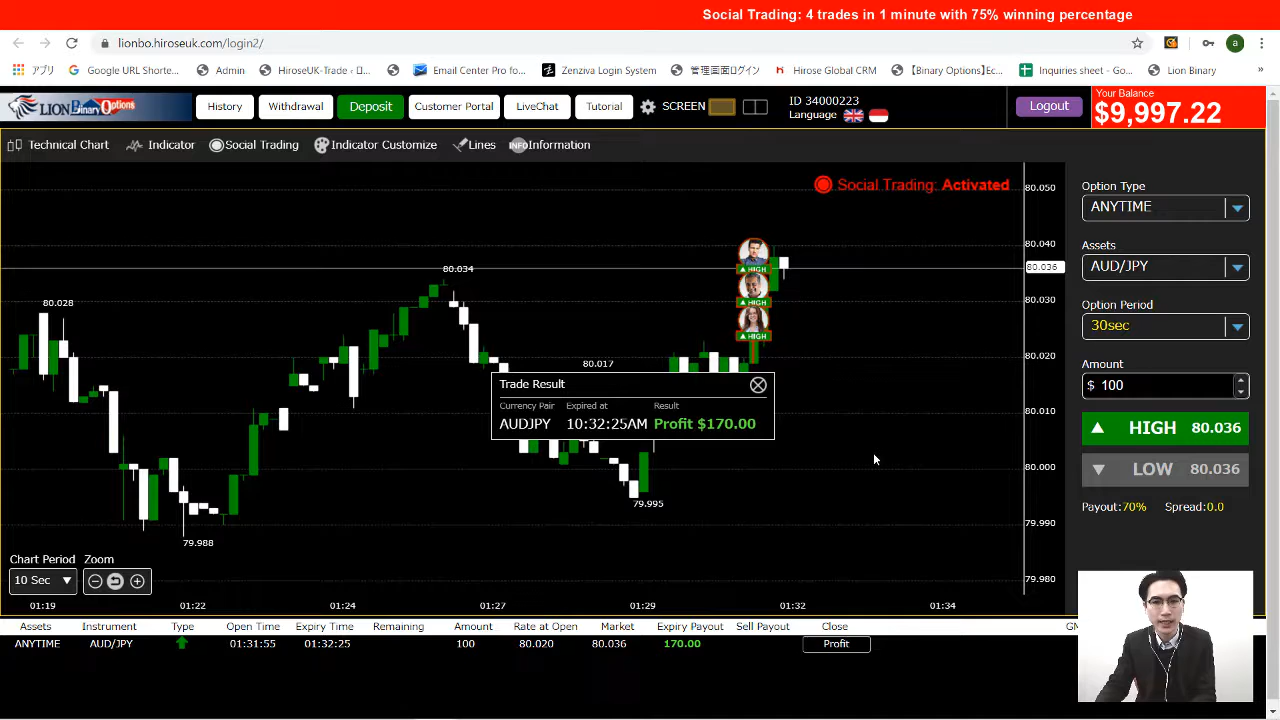 Social Trading: 4 trades in 1 minute with 75% winning percentage
lionbo.hiroseuk.com/login2/
a
アプリ Google URL Shorte... Admin HiroseUK-Trade ‹ ロ... Email Center Pro fo... Zenziva Login System 管理画面ログイン Hirose Global CRM 【Binary Options】Ec... Inquiries sheet - Go... Lion Binary »
LION Binary Options History Withdrawal Deposit Customer Portal LiveChat Tutorial SCREEN ID 34000223 Logout Your Balance
Language $9,997.22
Technical Chart Indicator Social Trading Indicator Customize Lines INFO Information
Social Trading: Activated
80.050
80.040
80.036
80.030
80.020
80.010
80.000
79.990
79.980
80.028
80.034
80.017
79.988
79.995
HIGH
HIGH
HIGH
Trade Result
Currency Pair Expired at Result
AUDJPY 10:32:25AM Profit $170.00
Chart Period Zoom
10 Sec
01:19 01:22 01:24 01:27 01:29 01:32 01:34
Option Type
ANYTIME
Assets
AUD/JPY
Option Period
30sec
Amount
$ 100
HIGH 80.036
LOW 80.036
Payout:70% Spread:0.0
Assets Instrument Type Open Time Expiry Time Remaining Amount Rate at Open Market Expiry Payout Sell Payout Close GM
ANYTIME AUD/JPY 01:31:55 01:32:25 100 80.020 80.036 170.00 Profit